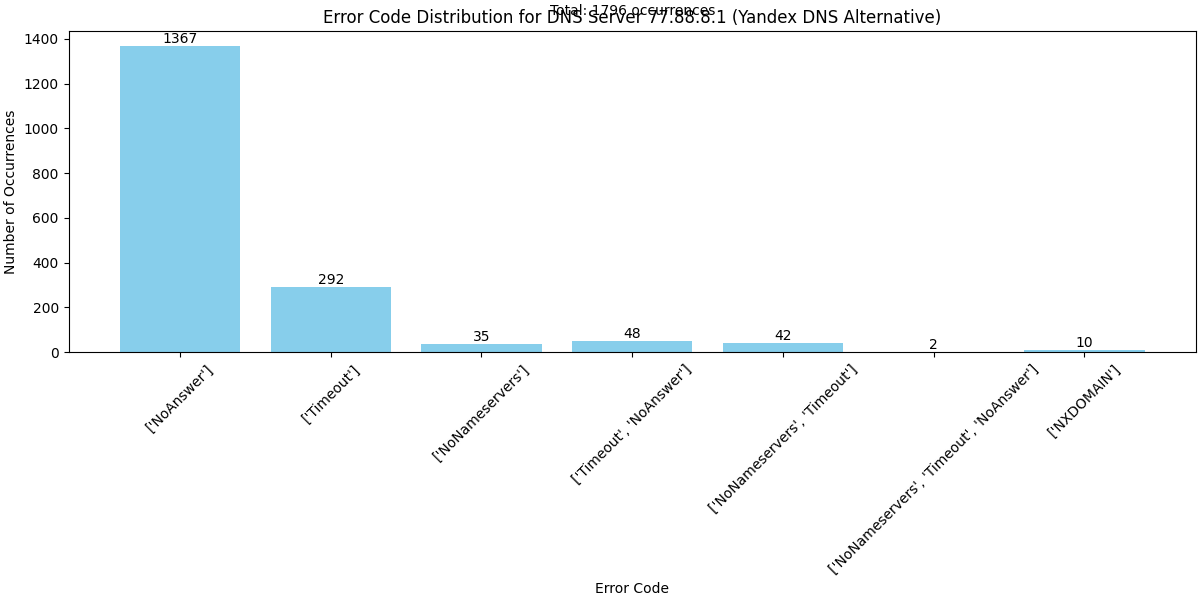 Total: 1796 occurrences
Error Code Distribution for DNS Server 77.88.8.1 (Yandex DNS Alternative)
Number of Occurrences
1400
1200
1000
800
600
400
200
0
1367
292
35
48
42
2
10
['NoAnswer']
['Timeout']
['NoNameservers']
['Timeout', 'NoAnswer']
['NoNameservers', 'Timeout']
['NoNameservers', 'Timeout', 'NoAnswer']
['NXDOMAIN']
Error Code